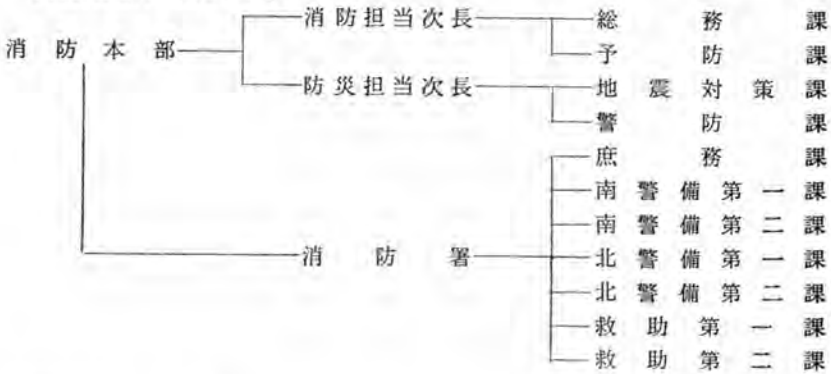 消防担当次長 総務課
消防本部 予防課
防災担当次長 地震対策課
警防課
庶務課
南警備第一課
南警備第二課
消防署 北警備第一課
北警備第二課
救助第一課
救助第二課